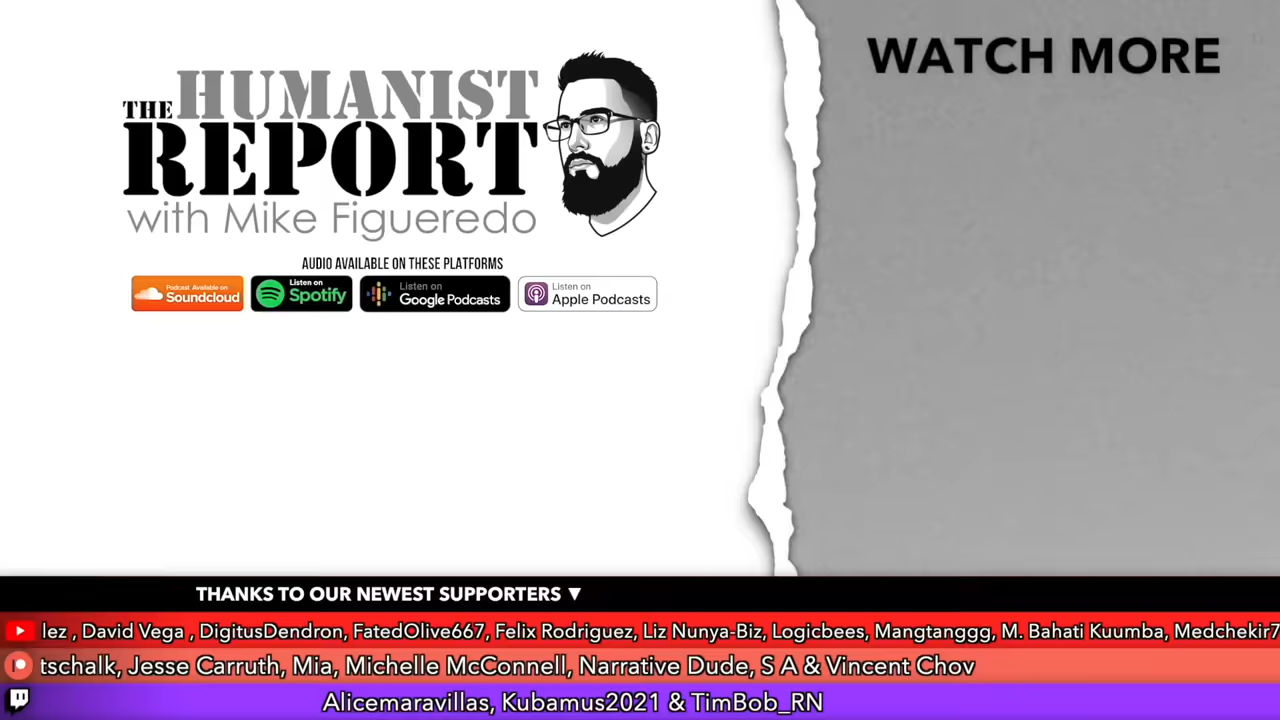 THE HUMANIST
REPORT
with Mike Figueredo
AUDIO AVAILABLE ON THESE PLATFORMS
Podcast Available on
Soundcloud
Listen on
Spotify
Listen on
Google Podcasts
Listen on
Apple Podcasts
WATCH MORE
THANKS TO OUR NEWEST SUPPORTERS ▼
lez , David Vega , DigitusDendron, FatedOlive667, Felix Rodriguez, Liz Nunya-Biz, Logicbees, Mangtanggg, M. Bahati Kuumba, Medchekir7
tschalk, Jesse Carruth, Mia, Michelle McConnell, Narrative Dude, S A & Vincent Chov
Alicemaravillas, Kubamus2021 & TimBob_RN